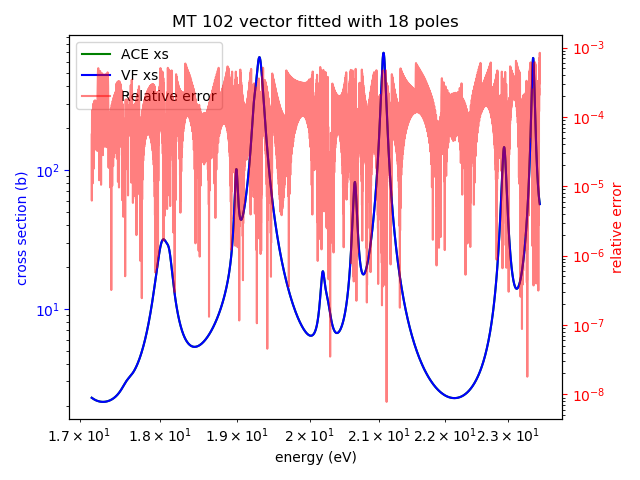 MT 102 vector fitted with 18 poles
ACE xs
VF xs
Relative error
cross section (b)
10²
10¹
relative error
10⁻³
10⁻⁴
10⁻⁵
10⁻⁶
10⁻⁷
10⁻⁸
1.7 × 10¹ 1.8 × 10¹ 1.9 × 10¹ 2 × 10¹ 2.1 × 10¹ 2.2 × 10¹ 2.3 × 10¹
energy (eV)